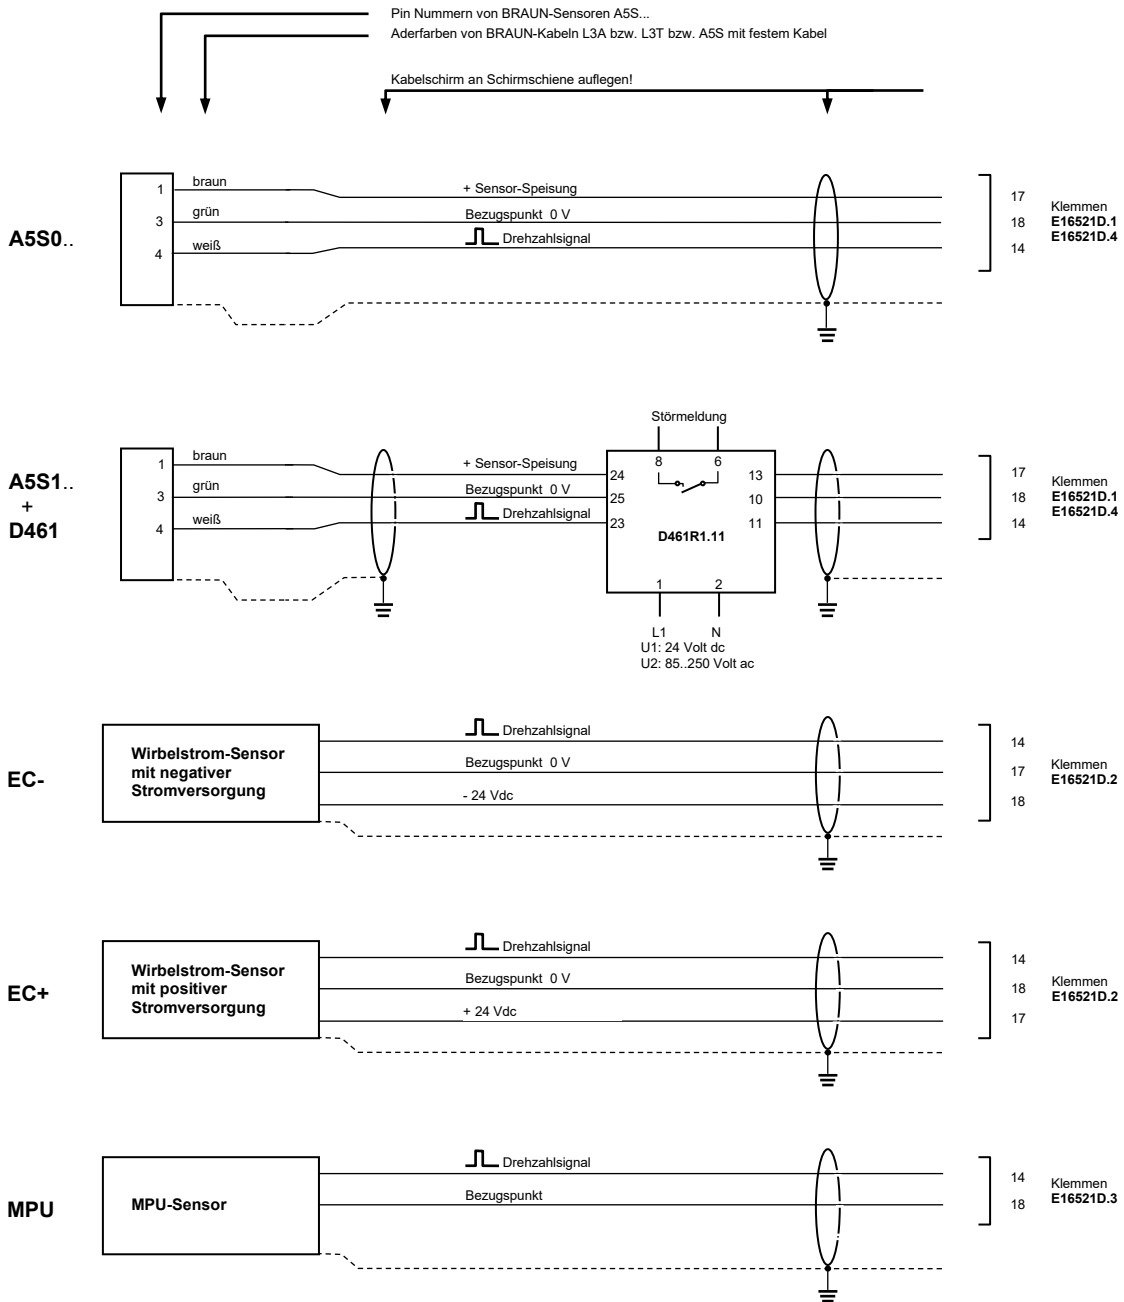 Pin Nummern von BRAUN-Sensoren A5S...
Aderfarben von BRAUN-Kabeln L3A bzw. L3T bzw. A5S mit festem Kabel
Kabelschirm an Schirmschiene auflegen!
A5S0..
1 braun + Sensor-Speisung 17
3 grün Bezugspunkt 0 V 18
4 weiß Drehzahlsignal 14
Klemmen
E16521D.1
E16521D.4
Störmeldung
8 6
A5S1..
+
D461
1 braun + Sensor-Speisung 24 13 17
3 grün Bezugspunkt 0 V 25 10 18
4 weiß Drehzahlsignal 23 11 14
D461R1.11
Klemmen
E16521D.1
E16521D.4
1 2
L1 N
U1: 24 Volt dc
U2: 85..250 Volt ac
EC-
Wirbelstrom-Sensor
mit negativer
Stromversorgung
Drehzahlsignal 14
Bezugspunkt 0 V 17
- 24 Vdc 18
Klemmen
E16521D.2
EC+
Wirbelstrom-Sensor
mit positiver
Stromversorgung
Drehzahlsignal 14
Bezugspunkt 0 V 18
+ 24 Vdc 17
Klemmen
E16521D.2
MPU
MPU-Sensor
Drehzahlsignal 14
Bezugspunkt 18
Klemmen
E16521D.3